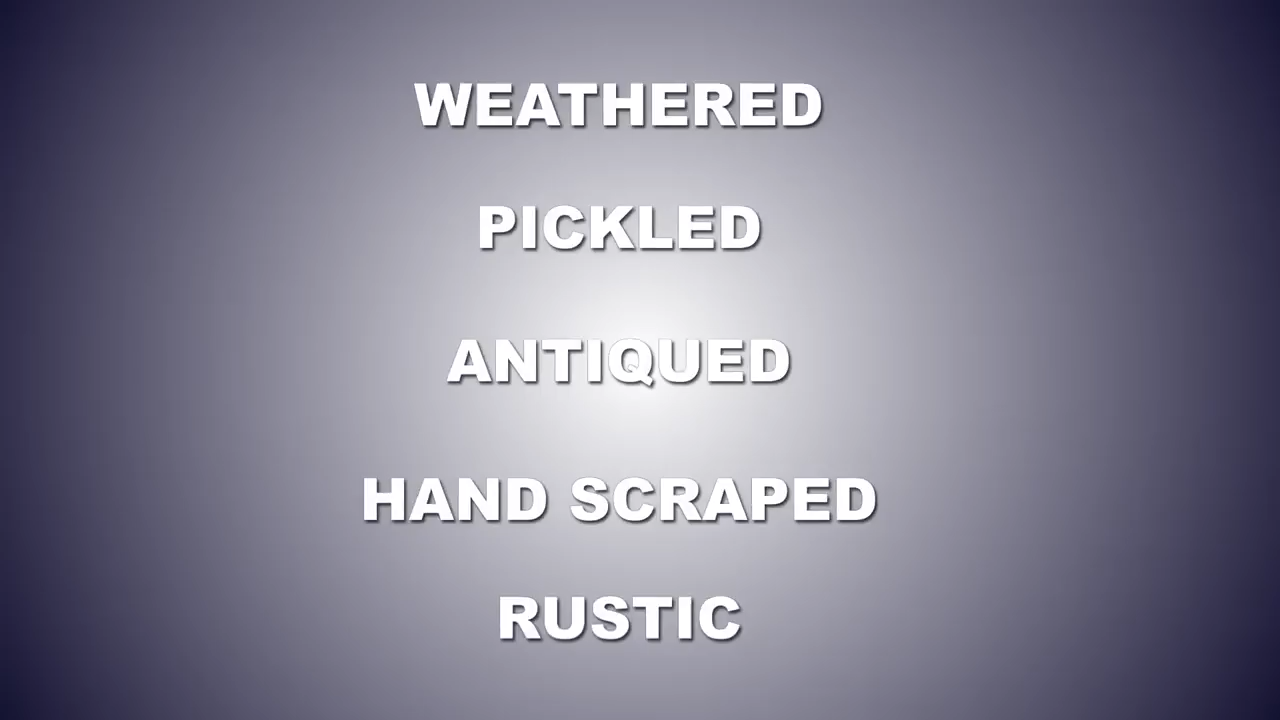 WEATHERED
PICKLED
ANTIQUED
HAND SCRAPED
RUSTIC